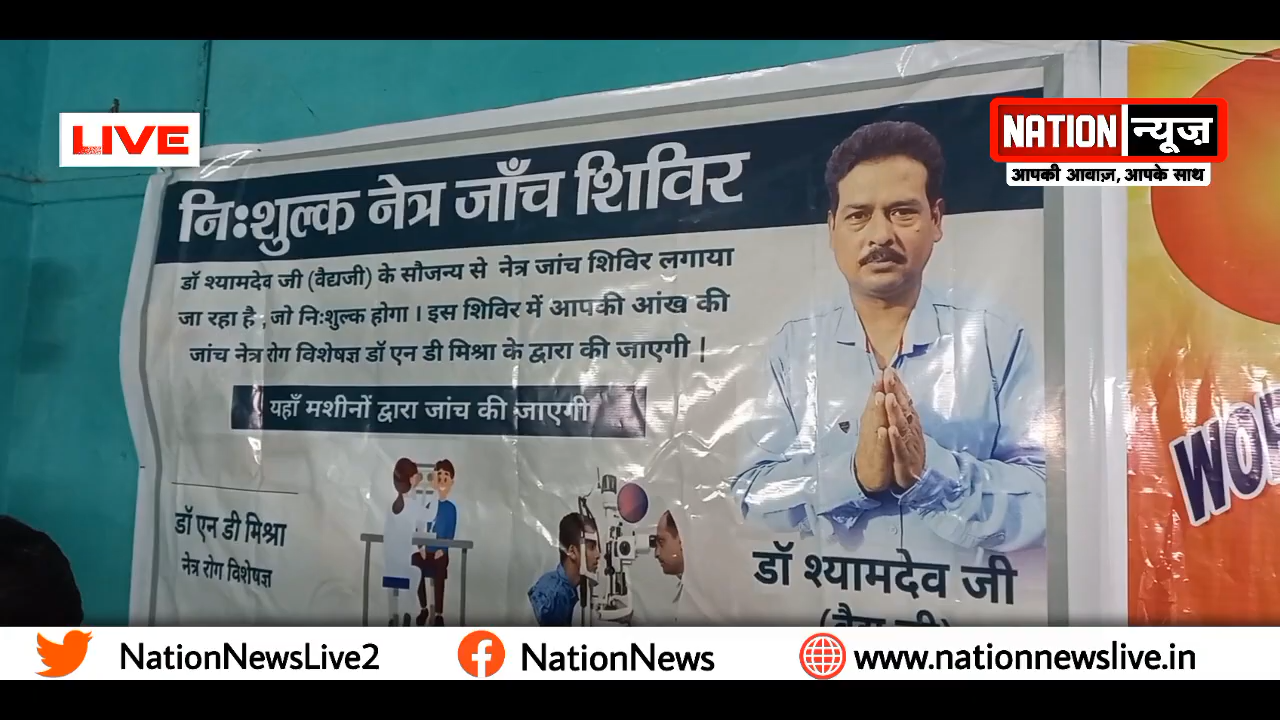 LIVE
NATION न्यूज़
आपकी आवाज़, आपके साथ
निःशुल्क नेत्र जाँच शिविर
डॉ श्यामदेव जी (वैद्यजी) के सौजन्य से नेत्र जांच शिविर लगाया
जा रहा है , जो निःशुल्क होगा । इस शिविर में आपकी आंख की
जांच नेत्र रोग विशेषज्ञ डॉ एन डी मिश्रा के द्वारा की जाएगी !
यहाँ मशीनों द्वारा जांच की जाएगी
डॉ एन डी मिश्रा
नेत्र रोग विशेषज्ञ
डॉ श्यामदेव जी
NationNewsLive2
NationNews
www.nationnewslive.in